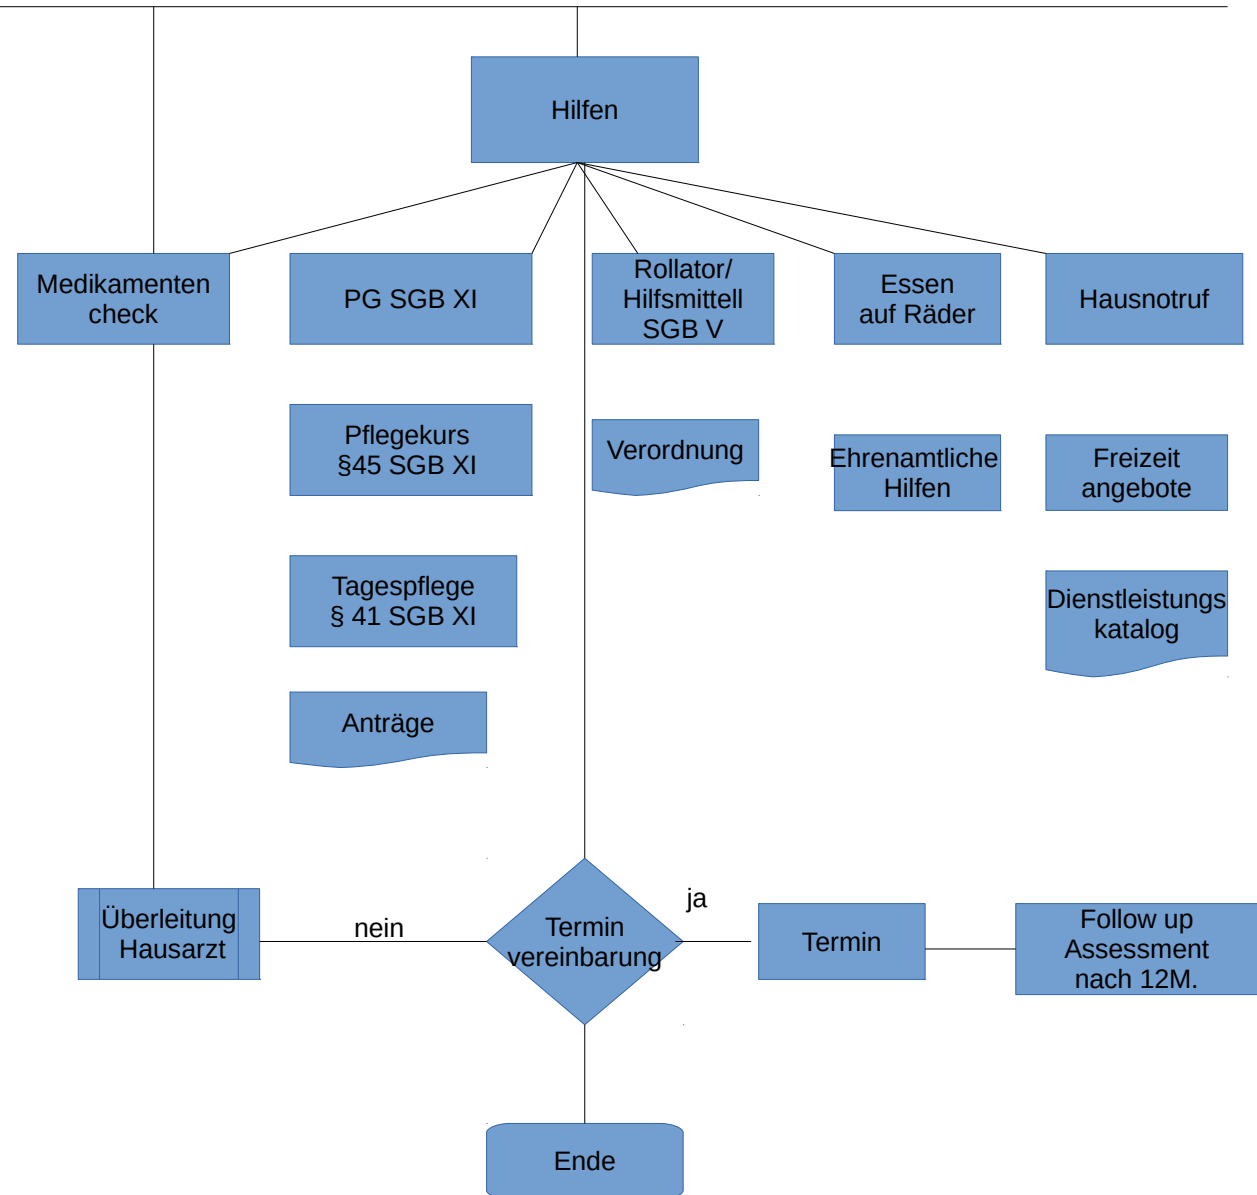 Hilfen
Medikamenten
check
PG SGB XI
Rollator/
Hilfsmittell
SGB V
Essen
auf Räder
Hausnotruf
Pflegekurs
§45 SGB XI
Verordnung
Ehrenamtliche
Hilfen
Freizeit
angebote
Tagespflege
§ 41 SGB XI
Dienstleistungs
katalog
Anträge
Überleitung
Hausarzt
nein
Termin
vereinbarung
ja
Termin
Follow up
Assessment
nach 12M.
Ende